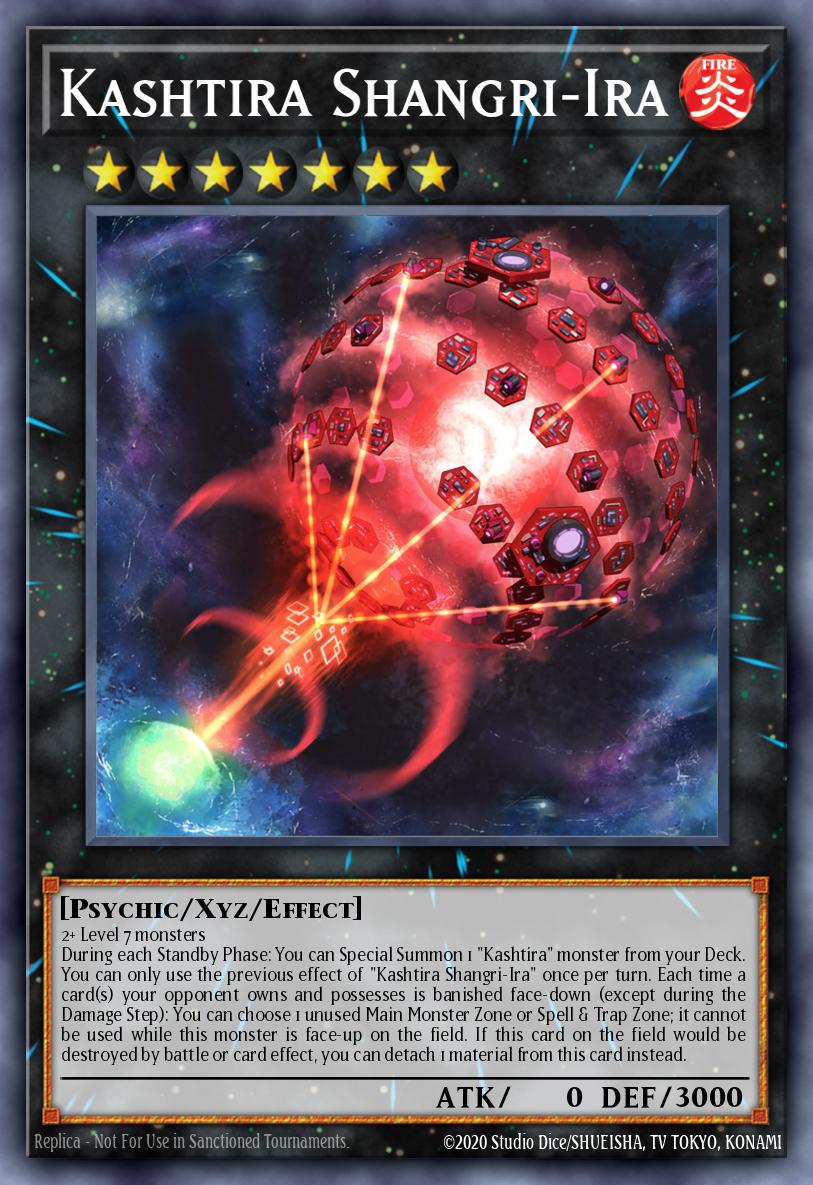 Kashtira Shangri-Ira
FIRE
炎
[Psychic/Xyz/Effect]
2+ Level 7 monsters
During each Standby Phase: You can Special Summon 1 "Kashtira" monster from your Deck.
You can only use the previous effect of "Kashtira Shangri-Ira" once per turn. Each time a
card(s) your opponent owns and possesses is banished face-down (except during the
Damage Step): You can choose 1 unused Main Monster Zone or Spell & Trap Zone; it cannot
be used while this monster is face-up on the field. If this card on the field would be
destroyed by battle or card effect, you can detach 1 material from this card instead.
ATK/ 0 DEF/3000
Replica - Not For Use in Sanctioned Tournaments.
©2020 Studio Dice/SHUEISHA, TV TOKYO, KONAMI